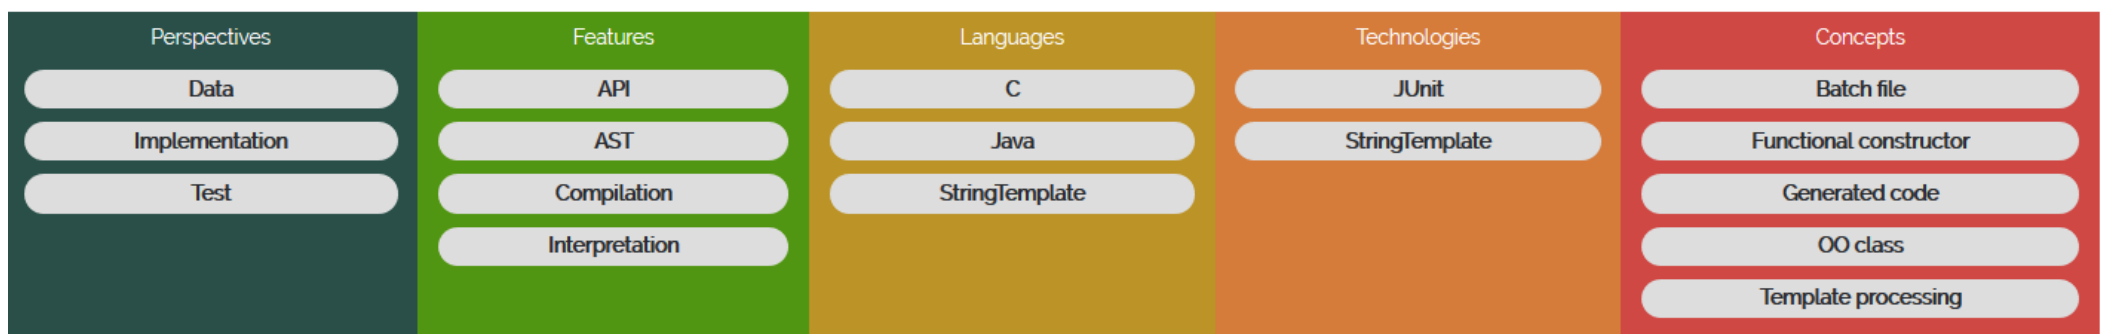 Perspectives
Data
Implementation
Test
Features
API
AST
Compilation
Interpretation
Languages
C
Java
StringTemplate
Technologies
JUnit
StringTemplate
Concepts
Batch file
Functional constructor
Generated code
OO class
Template processing